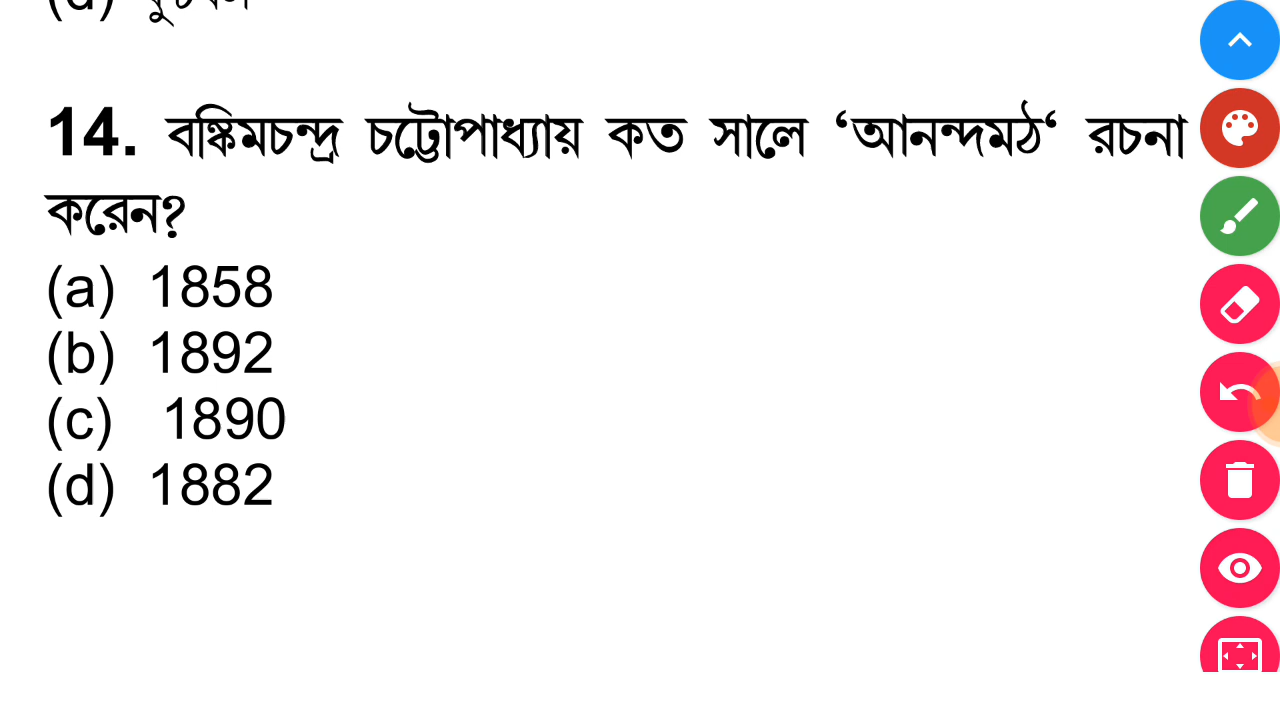 14. বঙ্কিমচন্দ্র চট্টোপাধ্যায় কত সালে ‘আনন্দমঠ‘ রচনা
করেন?
(a) 1858
(b) 1892
(c) 1890
(d) 1882